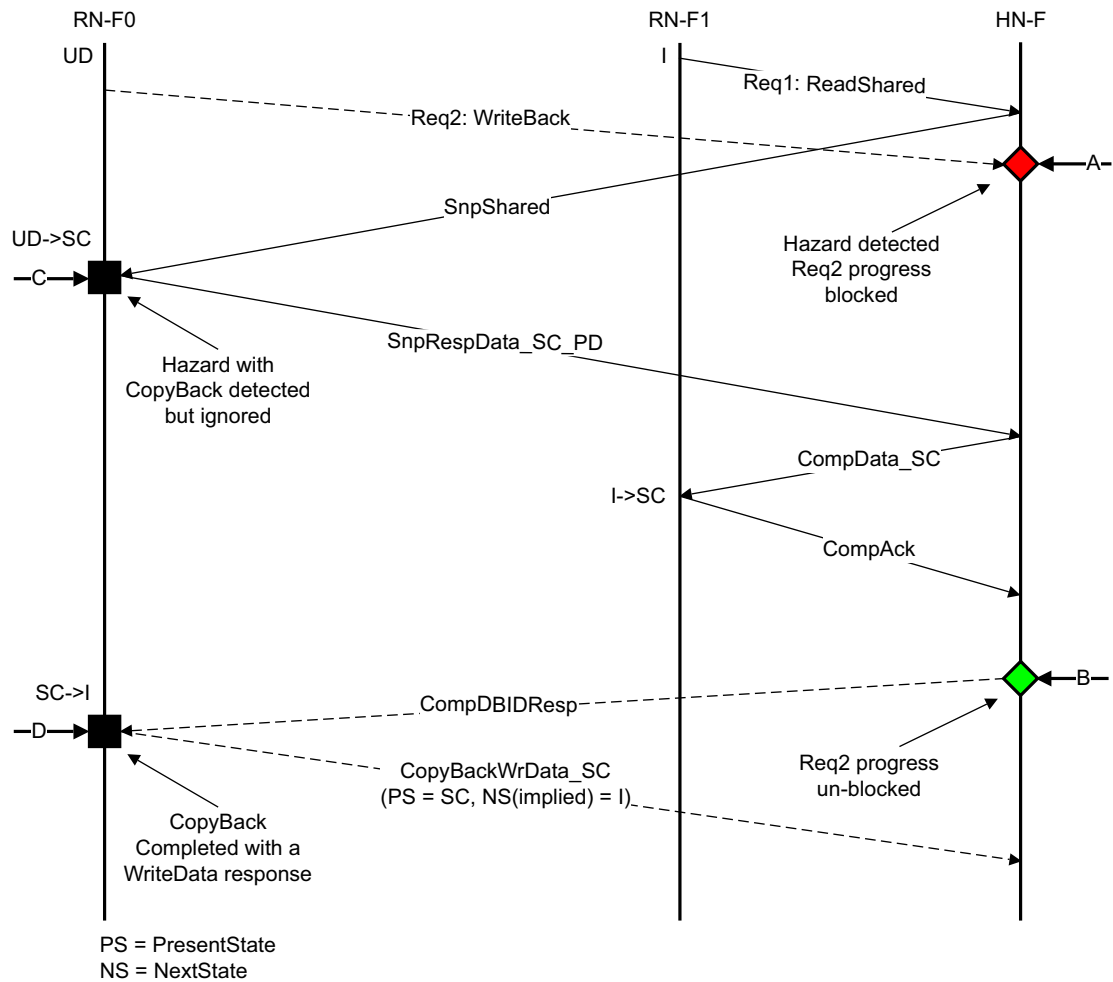 RN-F0
RN-F1
HN-F
UD
I
Req1: ReadShared
Req2: WriteBack
A
SnpShared
UD->SC
C
Hazard detected
Req2 progress
blocked
SnpRespData_SC_PD
Hazard with
CopyBack detected
but ignored
CompData_SC
I->SC
CompAck
SC->I
B
CompDBIDResp
D
CopyBackWrData_SC
(PS = SC, NS(implied) = I)
Req2 progress
un-blocked
CopyBack
Completed with a
WriteData response
PS = PresentState
NS = NextState